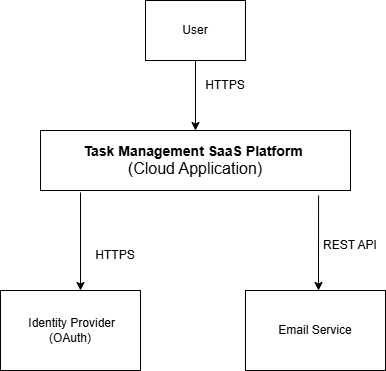 User
HTTPS
Task Management SaaS Platform
(Cloud Application)
HTTPS
REST API
Identity Provider
(OAuth)
Email Service